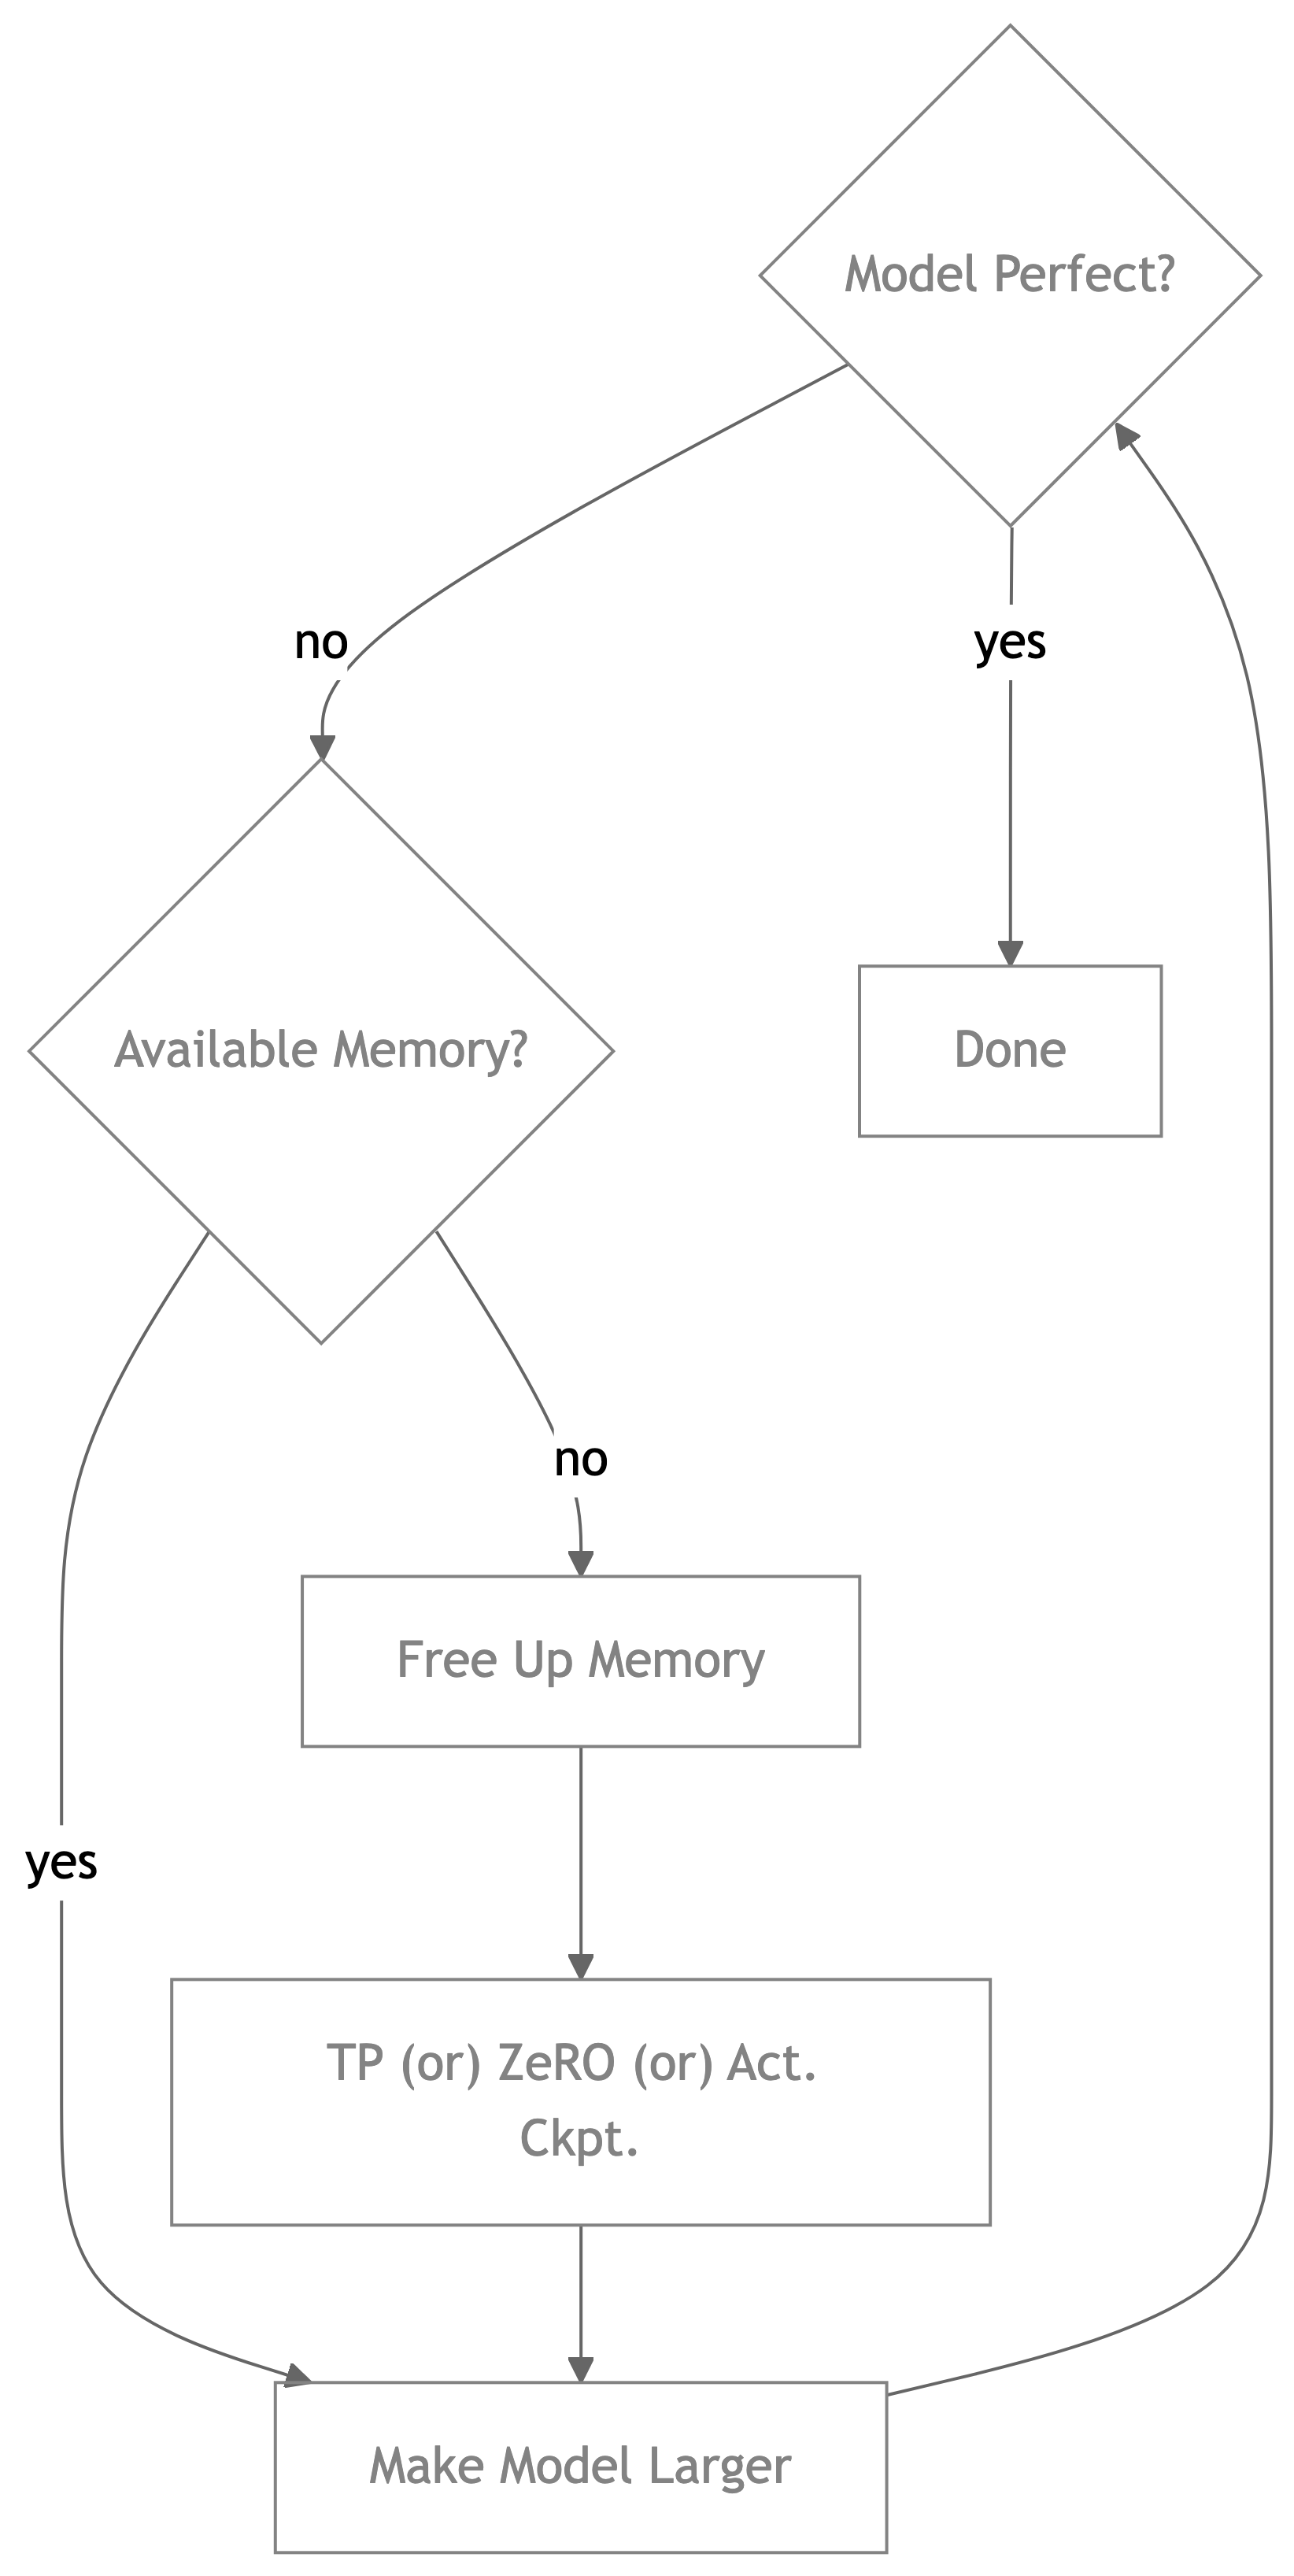 Model Perfect?
no
yes
Available Memory?
Done
no
Free Up Memory
yes
TP (or) ZeRO (or) Act.
Ckpt.
Make Model Larger